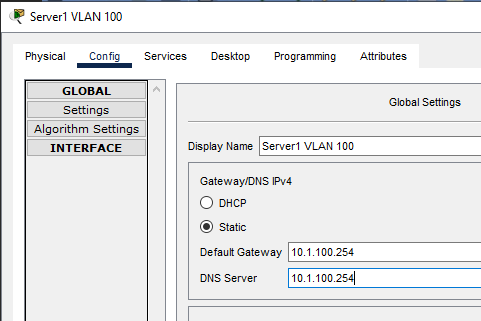 Server1 VLAN 100
Physical Config Services Desktop Programming Attributes
GLOBAL
Settings
Algorithm Settings
INTERFACE
Global Settings
Display Name Server1 VLAN 100
Gateway/DNS IPv4
DHCP
Static
Default Gateway 10.1.100.254
DNS Server 10.1.100.254